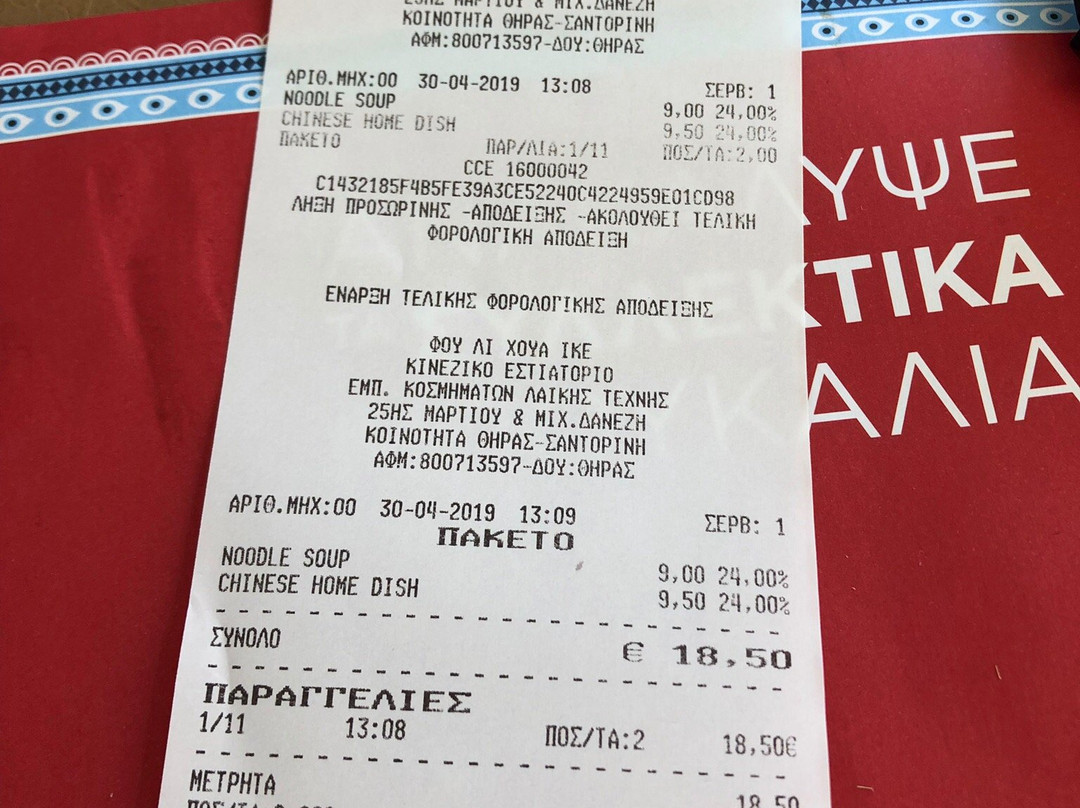 25ΗΣ ΜΑΡΤΙΟΥ & ΜΙΧ.ΔΑΝΕΖΗ
ΚΟΙΝΟΤΗΤΑ ΘΗΡΑΣ-ΣΑΝΤΟΡΙΝΗ
ΑΦΜ:800713597-ΔΟΥ:ΘΗΡΑΣ
ΑΡΙΘ.ΜΗΧ:00 30-04-2019 13:08 ΣΕΡΒ: 1
NOODLE SOUP 9,00 24,00%
CHINESE HOME DISH 9,50 24,00%
ΠΑΚΕΤΟ ΠΑΡ/ΛΙΑ:1/11 ΠΟΣ/ΤΑ:2,00
CCE 16000042
C1432185F4B5FE39A3CE52240C4224959E01CD98
ΛΗΞΗ ΠΡΟΣΩΡΙΝΗΣ -ΑΠΟΔΕΙΞΗΣ -ΑΚΟΛΟΥΘΕΙ ΤΕΛΙΚΗ
ΦΟΡΟΛΟΓΙΚΗ ΑΠΟΔΕΙΞΗ
ΕΝΑΡΞΗ ΤΕΛΙΚΗΣ ΦΟΡΟΛΟΓΙΚΗΣ ΑΠΟΔΕΙΞΗΣ
ΦΟΥ ΛΙ ΧΟΥΑ ΙΚΕ
ΚΙΝΕΖΙΚΟ ΕΣΤΙΑΤΟΡΙΟ
ΕΜΠ. ΚΟΣΜΗΜΑΤΩΝ ΛΑΙΚΗΣ ΤΕΧΝΗΣ
25ΗΣ ΜΑΡΤΙΟΥ & ΜΙΧ.ΔΑΝΕΖΗ
ΚΟΙΝΟΤΗΤΑ ΘΗΡΑΣ-ΣΑΝΤΟΡΙΝΗ
ΑΦΜ:800713597-ΔΟΥ:ΘΗΡΑΣ
ΑΡΙΘ.ΜΗΧ:00 30-04-2019 13:09 ΣΕΡΒ: 1
ΠΑΚΕΤΟ
NOODLE SOUP 9,00 24,00%
CHINESE HOME DISH 9,50 24,00%
ΣΥΝΟΛΟ € 18,50
ΠΑΡΑΓΓΕΛΙΕΣ
1/11 13:08 ΠΟΣ/ΤΑ:2 18,50€
ΜΕΤΡΗΤΑ 18,50
ΥΨΕ
ΚΤΙΚΑ
ΚΑΛΙΑ